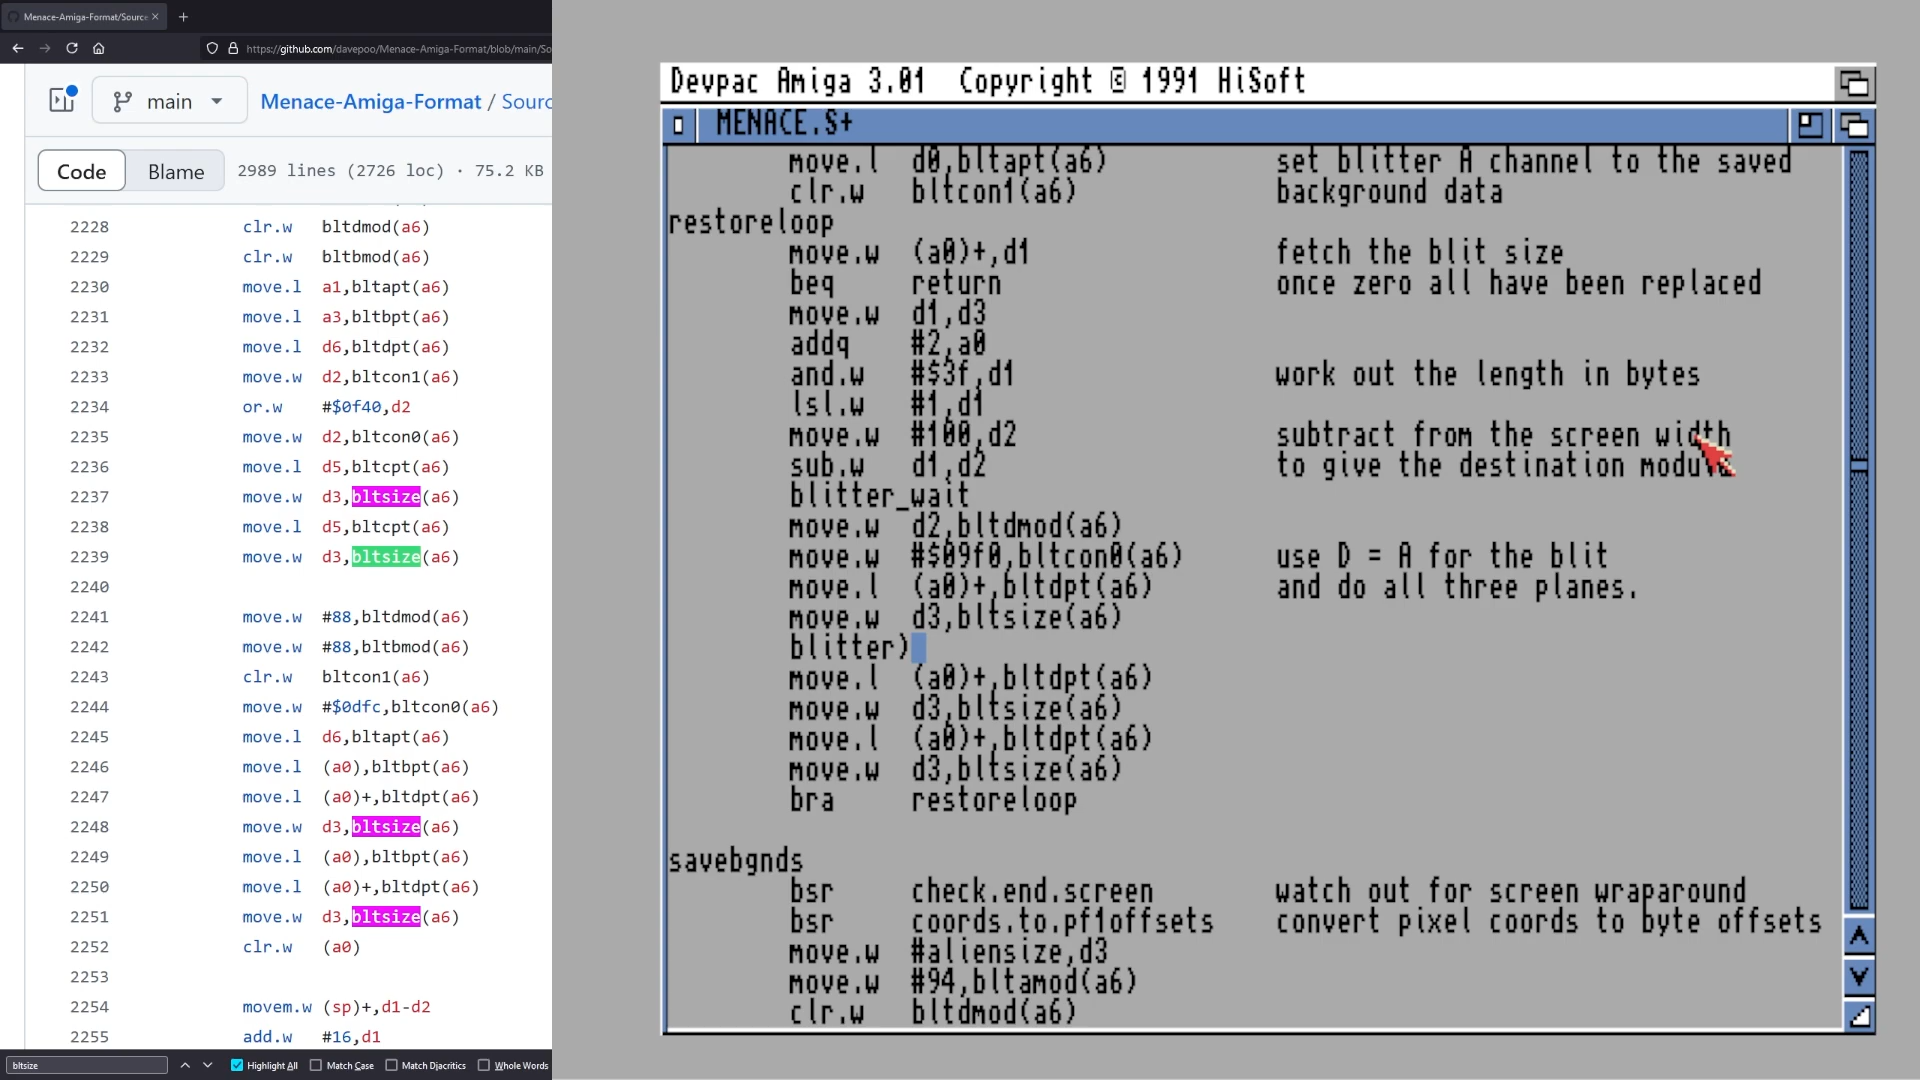 Menace-Amiga-Format/Source
https://github.com/davepoo/Menace-Amiga-Format/blob/main/So
main
Menace-Amiga-Format / Sourc
Code
Blame
2989 lines (2726 loc) · 75.2 KB
2228 clr.w bltdmod(a6)
2229 clr.w bltbmod(a6)
2230 move.l a1,bltapt(a6)
2231 move.l a3,bltbpt(a6)
2232 move.l d6,bltdpt(a6)
2233 move.w d2,bltcon1(a6)
2234 or.w #$0f40,d2
2235 move.w d2,bltcon0(a6)
2236 move.l d5,bltcpt(a6)
2237 move.w d3,bltsize(a6)
2238 move.l d5,bltcpt(a6)
2239 move.w d3,bltsize(a6)
2240
2241 move.w #88,bltdmod(a6)
2242 move.w #88,bltbmod(a6)
2243 clr.w bltcon1(a6)
2244 move.w #$0dfc,bltcon0(a6)
2245 move.l d6,bltapt(a6)
2246 move.l (a0),bltbpt(a6)
2247 move.l (a0)+,bltdpt(a6)
2248 move.w d3,bltsize(a6)
2249 move.l (a0),bltbpt(a6)
2250 move.l (a0)+,bltdpt(a6)
2251 move.w d3,bltsize(a6)
2252 clr.w (a0)
2253
2254 movem.w (sp)+,d1-d2
2255 add.w #16,d1
bltsize
Highlight All
Match Case
Match Diacritics
Whole Words
Devpac Amiga 3.01 Copyright © 1991 HiSoft
MENACE.S+
move.l d0,bltapt(a6) set blitter A channel to the saved
clr.w bltcon1(a6) background data
restoreloop
move.w (a0)+,d1 fetch the blit size
beq return once zero all have been replaced
move.w d1,d3
addq #2,a0
and.w #$3f,d1 work out the length in bytes
lsl.w #1,d1
move.w #100,d2 subtract from the screen width
sub.w d1,d2 to give the destination
blitter_wait
move.w d2,bltdmod(a6)
move.w #$09f0,bltcon0(a6) use D = A for the blit
move.l (a0)+,bltdpt(a6) and do all three planes.
move.w d3,bltsize(a6)
blitter)
move.l (a0)+,bltdpt(a6)
move.w d3,bltsize(a6)
move.l (a0)+,bltdpt(a6)
move.w d3,bltsize(a6)
bra restoreloop
savebgnds
bsr check.end.screen watch out for screen wraparound
bsr coords.to.pf1offsets convert pixel coords to byte offsets
move.w #aliensize,d3
move.w #94,bltamod(a6)
clr.w bltdmod(a6)